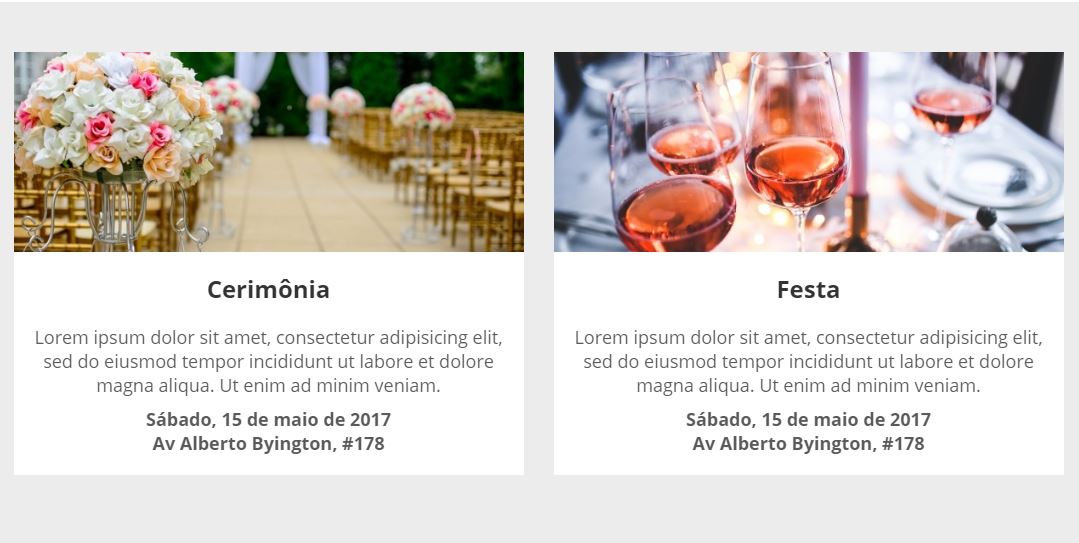 Cerimônia
Lorem ipsum dolor sit amet, consectetur adipisicing elit,
sed do eiusmod tempor incididunt ut labore et dolore
magna aliqua. Ut enim ad minim veniam.
Sábado, 15 de maio de 2017
Av Alberto Byington, #178
Festa
Lorem ipsum dolor sit amet, consectetur adipisicing elit,
sed do eiusmod tempor incididunt ut labore et dolore
magna aliqua. Ut enim ad minim veniam.
Sábado, 15 de maio de 2017
Av Alberto Byington, #178